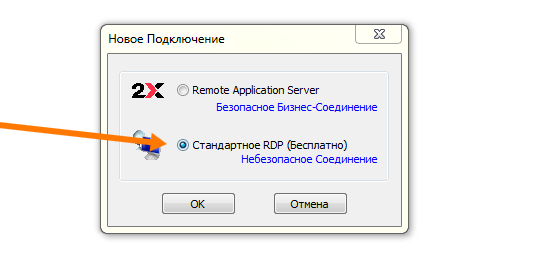 Новое Подключение
2X
Remote Application Server
Безопасное Бизнес-Соединение
Стандартное RDP (Бесплатно)
Небезопасное Соединение
OK
Отмена